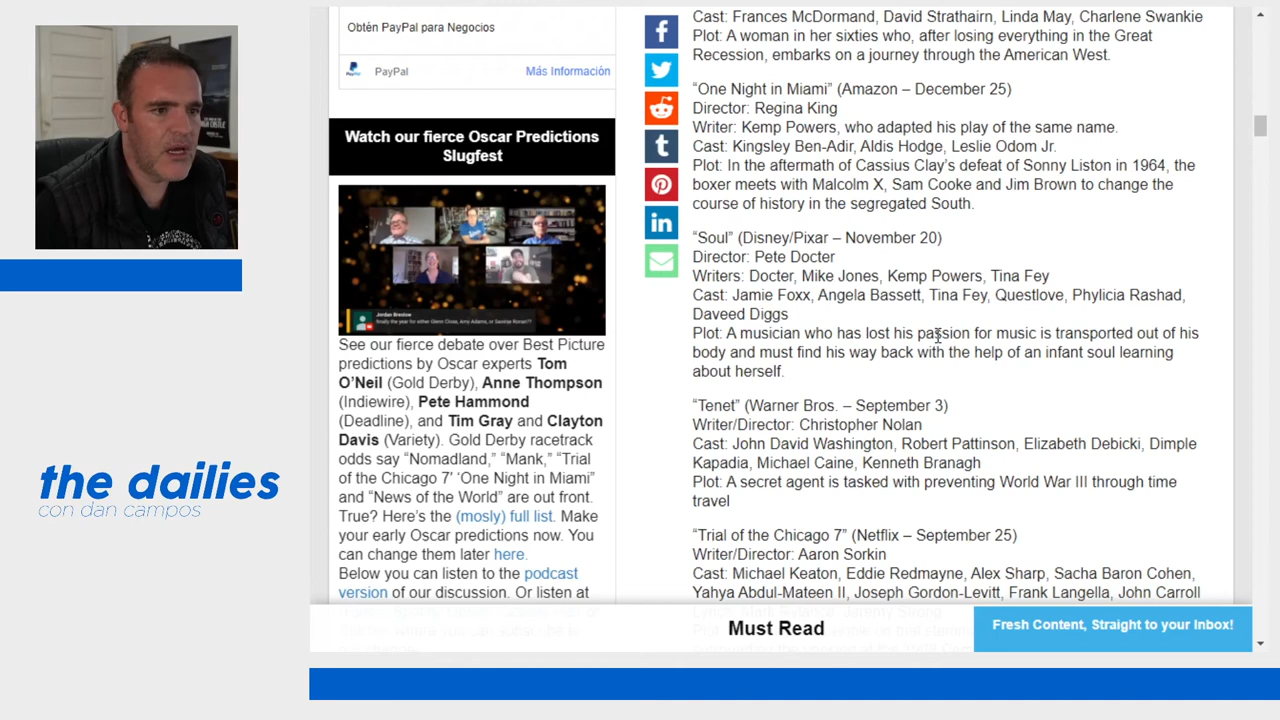 Obtén PayPal para Negocios
PayPal
Más Información
Watch our fierce Oscar Predictions
Slugfest
Jordan Breslow
finally the year for either Glenn Close, Amy Adams, or Saoirse Ronan??
See our fierce debate over Best Picture
predictions by Oscar experts Tom
O’Neil (Gold Derby), Anne Thompson
(Indiewire), Pete Hammond
(Deadline), and Tim Gray and Clayton
Davis (Variety). Gold Derby racetrack
odds say “Nomadland,” “Mank,” “Trial
of the Chicago 7’ ‘One Night in Miami”
and “News of the World” are out front.
True? Here’s the (mostly) full list. Make
your early Oscar predictions now. You
can change them later here.
Below you can listen to the podcast
version of our discussion. Or listen at
Cast: Frances McDormand, David Strathairn, Linda May, Charlene Swankie
Plot: A woman in her sixties who, after losing everything in the Great
Recession, embarks on a journey through the American West.
“One Night in Miami” (Amazon – December 25)
Director: Regina King
Writer: Kemp Powers, who adapted his play of the same name.
Cast: Kingsley Ben-Adir, Aldis Hodge, Leslie Odom Jr.
Plot: In the aftermath of Cassius Clay’s defeat of Sonny Liston in 1964, the
boxer meets with Malcolm X, Sam Cooke and Jim Brown to change the
course of history in the segregated South.
“Soul” (Disney/Pixar – November 20)
Director: Pete Docter
Writers: Docter, Mike Jones, Kemp Powers, Tina Fey
Cast: Jamie Foxx, Angela Bassett, Tina Fey, Questlove, Phylicia Rashad,
Daveed Diggs
Plot: A musician who has lost his passion for music is transported out of his
body and must find his way back with the help of an infant soul learning
about herself.
“Tenet” (Warner Bros. – September 3)
Writer/Director: Christopher Nolan
Cast: John David Washington, Robert Pattinson, Elizabeth Debicki, Dimple
Kapadia, Michael Caine, Kenneth Branagh
Plot: A secret agent is tasked with preventing World War III through time
travel
“Trial of the Chicago 7” (Netflix – September 25)
Writer/Director: Aaron Sorkin
Cast: Michael Keaton, Eddie Redmayne, Alex Sharp, Sacha Baron Cohen,
Yahya Abdul-Mateen II, Joseph Gordon-Levitt, Frank Langella, John Carroll
Must Read
Fresh Content, Straight to your Inbox!
the dailies
con dan campos